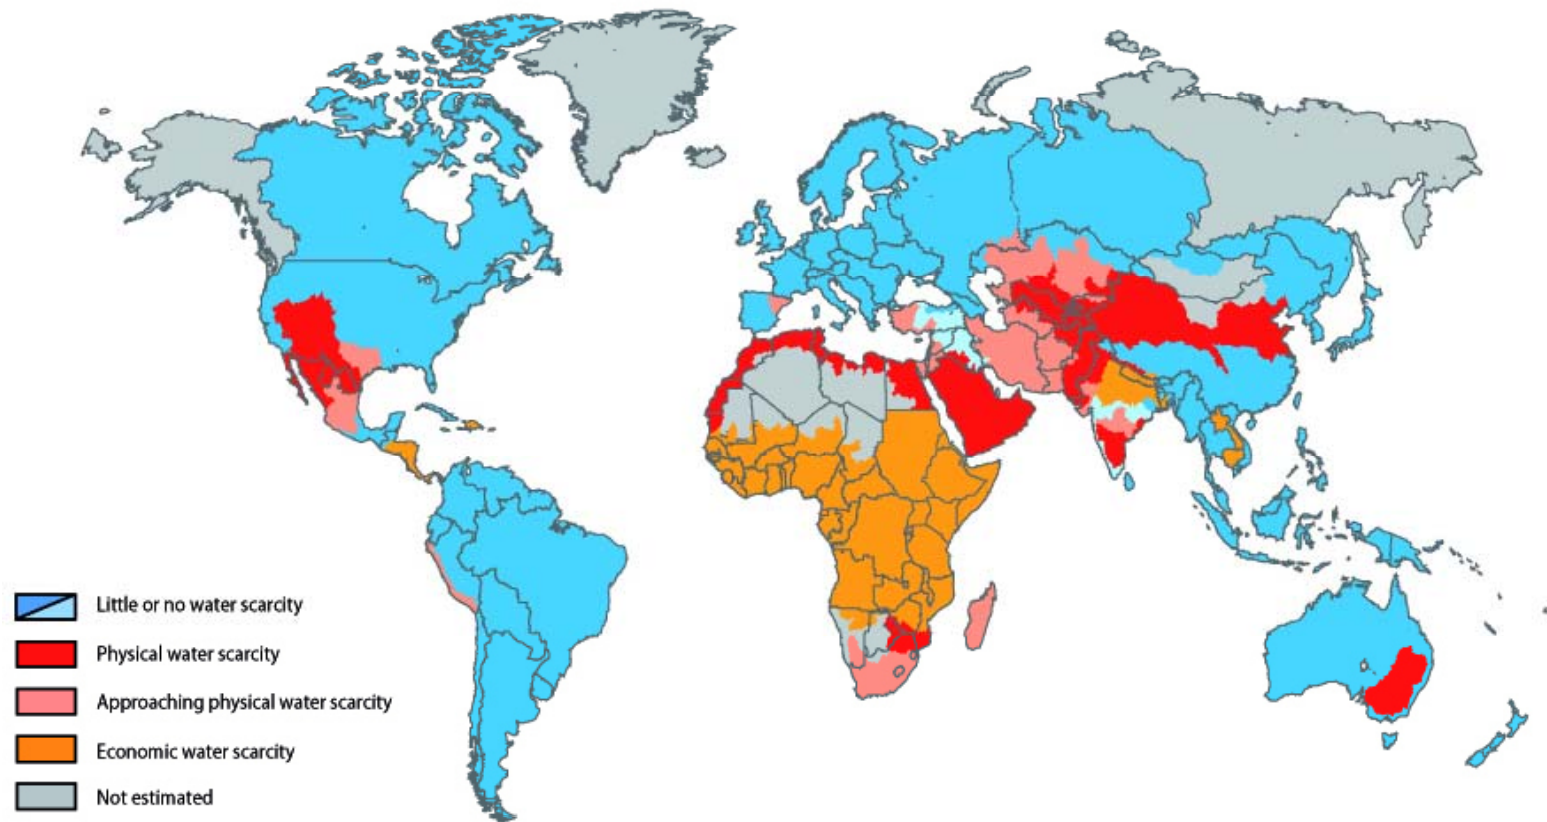 Little or no water scarcity
Physical water scarcity
Approaching physical water scarcity
Economic water scarcity
Not estimated